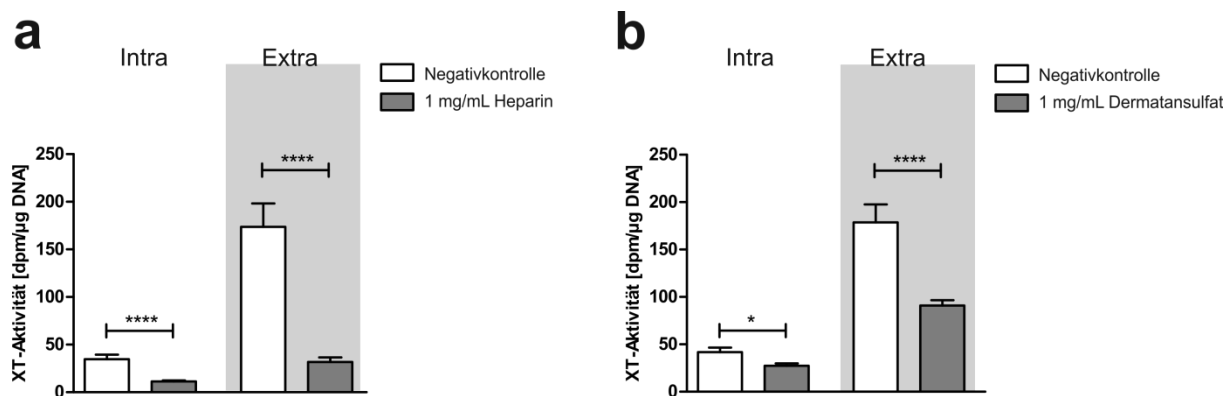 a
Intra
Extra
Negativkontrolle
1 mg/mL Heparin
XT-Aktivität [dpm/µg DNA]
250
200
150
100
50
0
****
****
b
Intra
Extra
Negativkontrolle
1 mg/mL Dermatansulfat
XT-Aktivität [dpm/µg DNA]
250
200
150
100
50
0
*
****